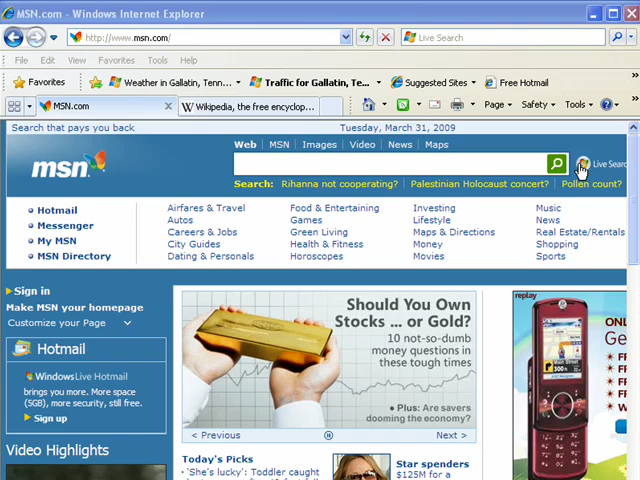 MSN.com - Windows Internet Explorer
http://www.msn.com/
Live Search
File Edit View Favorites Tools Help
Favorites Weather in Gallatin, Tenn... Traffic for Gallatin, Te... Suggested Sites Free Hotmail
MSN.com Wikipedia, the free encyclop... Page Safety Tools
Search that pays you back Tuesday, March 31, 2009
Web MSN Images Video News Maps
msn
Live Searc
Search: Rihanna not cooperating? Palestinian Holocaust concert? Pollen count?
Hotmail
Messenger
My MSN
MSN Directory
Airfares & Travel Food & Entertaining Investing Music
Autos Games Lifestyle News
Careers & Jobs Green Living Maps & Directions Real Estate/Rentals
City Guides Health & Fitness Money Shopping
Dating & Personals Horoscopes Movies Sports
Sign in
Make MSN your homepage
Customize your Page
Hotmail
WindowsLive Hotmail
brings you more. More space
(5GB), more security, still free.
Sign up
Video Highlights
Should You Own
Stocks ... or Gold?
10 not-so-dumb
money questions in
these tough times
• Plus: Are savers
dooming the economy?
< Previous Next >
Today's Picks
'She's lucky': Toddler caught
Star spenders
$125M for a
replay
ONL
Ge